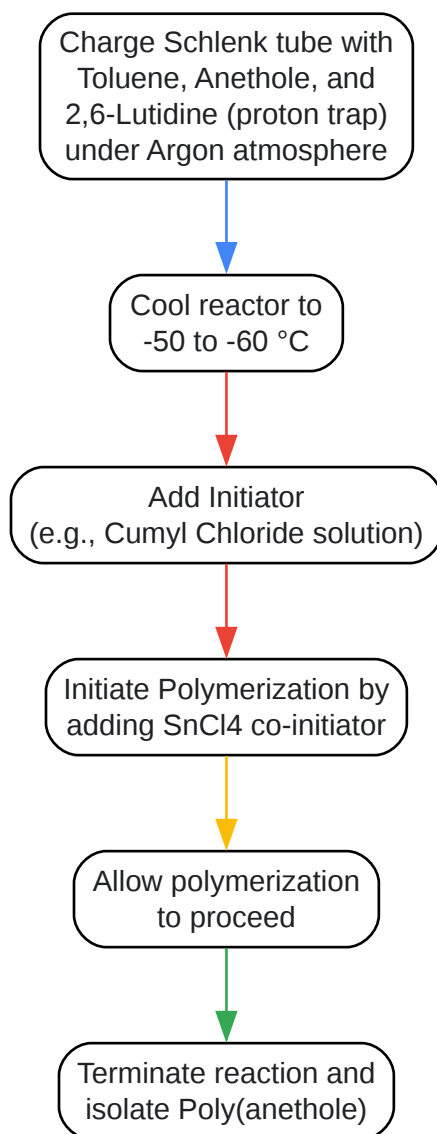 Charge Schlenk tube with
Toluene, Anethole, and
2,6-Lutidine (proton trap)
under Argon atmosphere
Cool reactor to
-50 to -60 °C
Add Initiator
(e.g., Cumyl Chloride solution)
Initiate Polymerization by
adding SnCl4 co-initiator
Allow polymerization
to proceed
Terminate reaction and
isolate Poly(anethole)